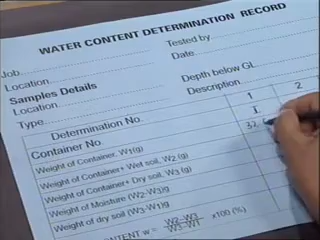 WATER CONTENT DETERMINATION RECORD
Job
Tested by
Location
Date
Samples Details
Location
Depth below GL
Type
Description
Determination No. 1 2
Container No I
Weight of Container, W1(g) 32.
Weight of Container+ Wet soil, W2 (g)
Weight of Container+ Dry soil, W3 (g)
Weight of Moisture (W2-W3)g
Weight of dry soil (W3-W1)g
CONTENT w = W2-W3 / W3-W1 x100 (%)